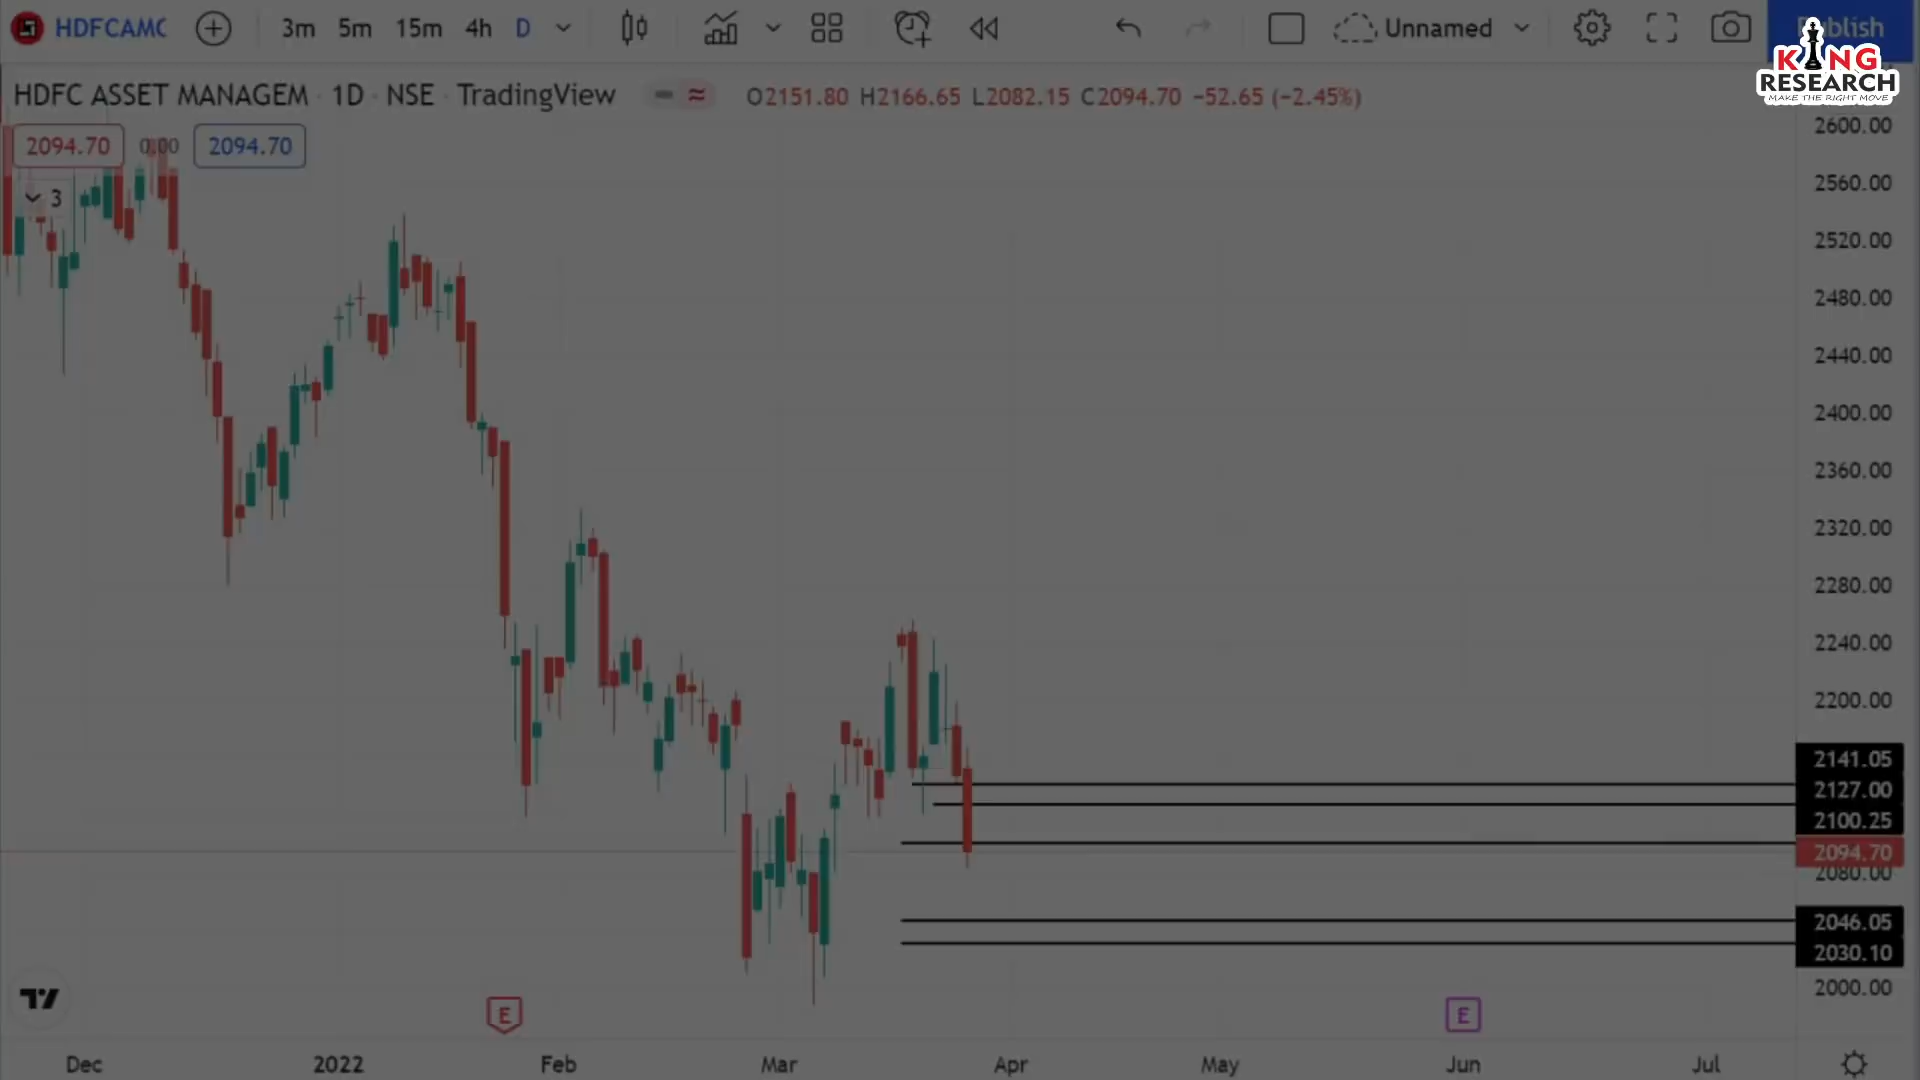 HDFCAMC 3m 5m 15m 4h D Unnamed
KING
RESEARCH
MAKE THE RIGHT MOVE
HDFC ASSET MANAGEM · 1D · NSE · TradingView O2151.80 H2166.65 L2082.15 C2094.70 −52.65 (−2.45%)
2094.70 0.00 2094.70
3
2600.00
2560.00
2520.00
2480.00
2440.00
2400.00
2360.00
2320.00
2280.00
2240.00
2200.00
2141.05
2127.00
2100.25
2094.70
2080.00
2046.05
2030.10
2000.00
E E
Dec 2022 Feb Mar Apr May Jun Jul